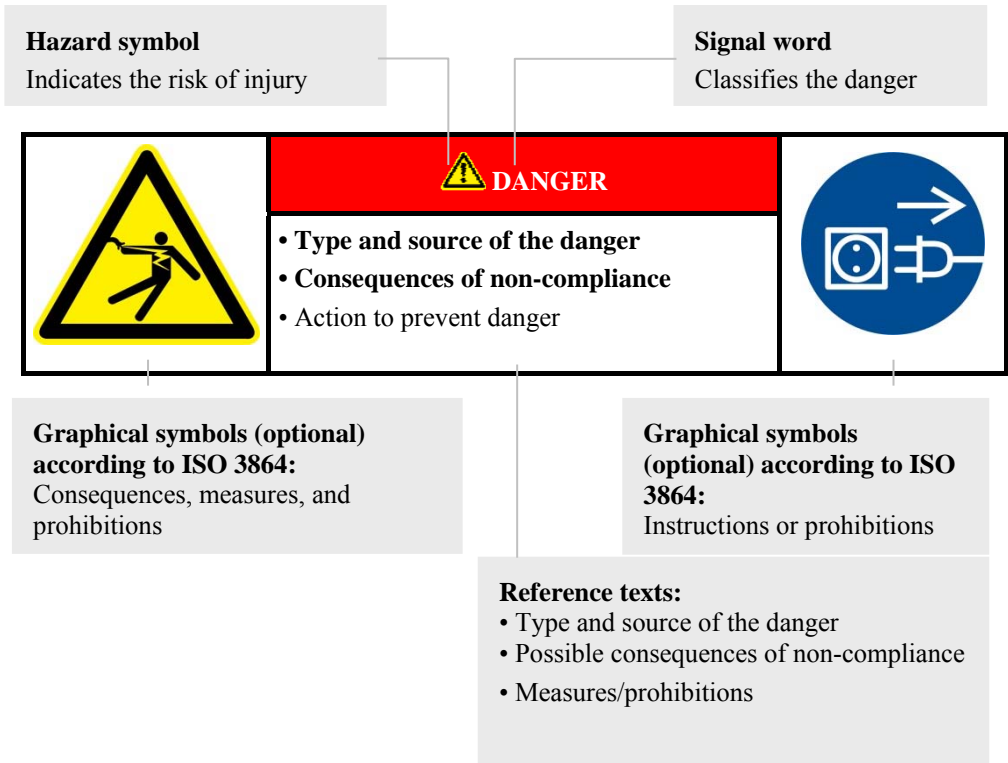 Hazard symbol
Indicates the risk of injury
Signal word
Classifies the danger
DANGER
• Type and source of the danger
• Consequences of non-compliance
• Action to prevent danger
Graphical symbols (optional)
according to ISO 3864:
Consequences, measures, and
prohibitions
Graphical symbols
(optional) according to ISO
3864:
Instructions or prohibitions
Reference texts:
• Type and source of the danger
• Possible consequences of non-compliance
• Measures/prohibitions